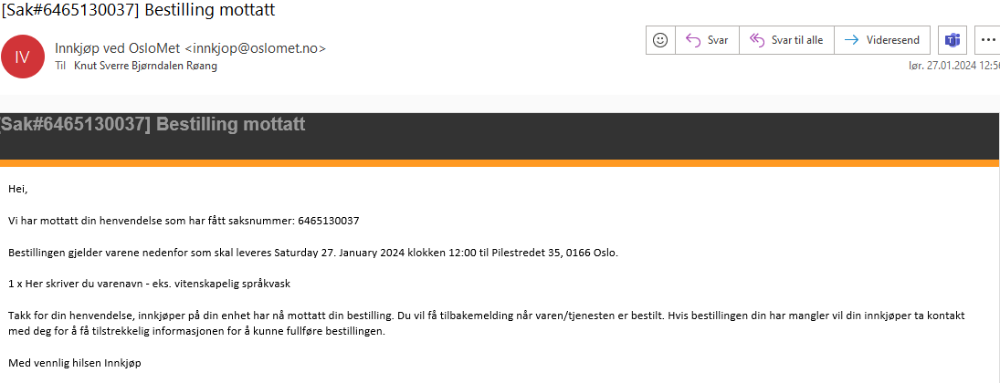 [Sak#6465130037] Bestilling mottatt
IV
Innkjøp ved OsloMet <innkjop@oslomet.no>
Til Knut Sverre Bjørndalen Røang
Svar
Svar til alle
Videresend
lør. 27.01.2024 12:56
[Sak#6465130037] Bestilling mottatt
Hei,
Vi har mottatt din henvendelse som har fått saksnummer: 6465130037
Bestillingen gjelder varene nedenfor som skal leveres Saturday 27. January 2024 klokken 12:00 til Pilestredet 35, 0166 Oslo.
1 x Her skriver du varenavn - eks. vitenskapelig språkvask
Takk for din henvendelse, innkjøper på din enhet har nå mottatt din bestilling. Du vil få tilbakemelding når varen/tjenesten er bestilt. Hvis bestillingen din har mangler vil din innkjøper ta kontakt
med deg for å få tilstrekkelig informasjonen for å kunne fullføre bestillingen.
Med vennlig hilsen Innkjøp